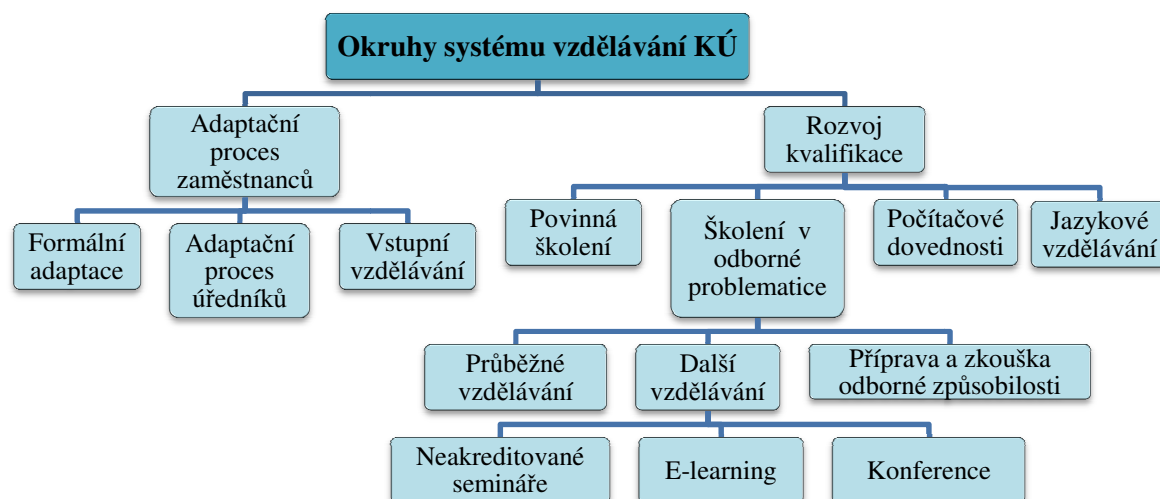 Okruhy systému vzdělávání KÚ
Adaptační
proces
zaměstnanců
Rozvoj
kvalifikace
Formální
adaptace
Adaptační
proces
úředníků
Vstupní
vzdělávání
Povinná
školení
Školení v
odborné
problematice
Počítačové
dovednosti
Jazykové
vzdělávání
Průběžné
vzdělávání
Další
vzdělávání
Příprava a zkouška
odborné způsobilosti
Neakreditované
semináře
E-learning
Konference